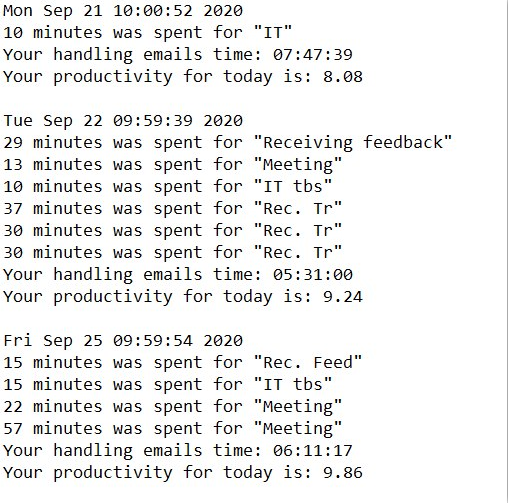 Mon Sep 21 10:00:52 2020
10 minutes was spent for "IT"
Your handling emails time: 07:47:39
Your productivity for today is: 8.08
Tue Sep 22 09:59:39 2020
29 minutes was spent for "Receiving feedback"
13 minutes was spent for "Meeting"
10 minutes was spent for "IT tbs"
37 minutes was spent for "Rec. Tr"
30 minutes was spent for "Rec. Tr"
30 minutes was spent for "Rec. Tr"
Your handling emails time: 05:31:00
Your productivity for today is: 9.24
Fri Sep 25 09:59:54 2020
15 minutes was spent for "Rec. Feed"
15 minutes was spent for "IT tbs"
22 minutes was spent for "Meeting"
57 minutes was spent for "Meeting"
Your handling emails time: 06:11:17
Your productivity for today is: 9.86